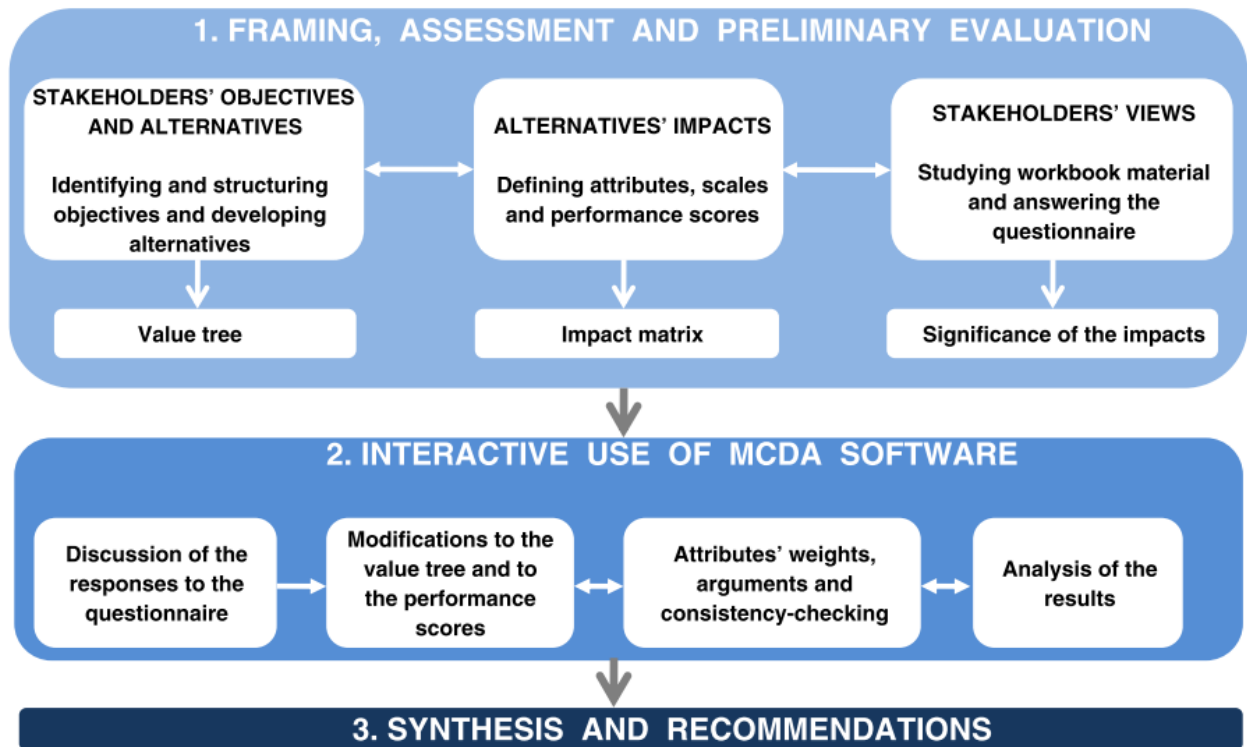 1. FRAMING, ASSESSMENT AND PRELIMINARY EVALUATION
STAKEHOLDERS' OBJECTIVES
AND ALTERNATIVES
Identifying and structuring
objectives and developing
alternatives
ALTERNATIVES' IMPACTS
Defining attributes, scales
and performance scores
STAKEHOLDERS' VIEWS
Studying workbook material
and answering the
questionnaire
Value tree
Impact matrix
Significance of the impacts
2. INTERACTIVE USE OF MCDA SOFTWARE
Discussion of the
responses to the
questionnaire
Modifications to the
value tree and to
the performance
scores
Attributes' weights,
arguments and
consistency-checking
Analysis of the
results
3. SYNTHESIS AND RECOMMENDATIONS